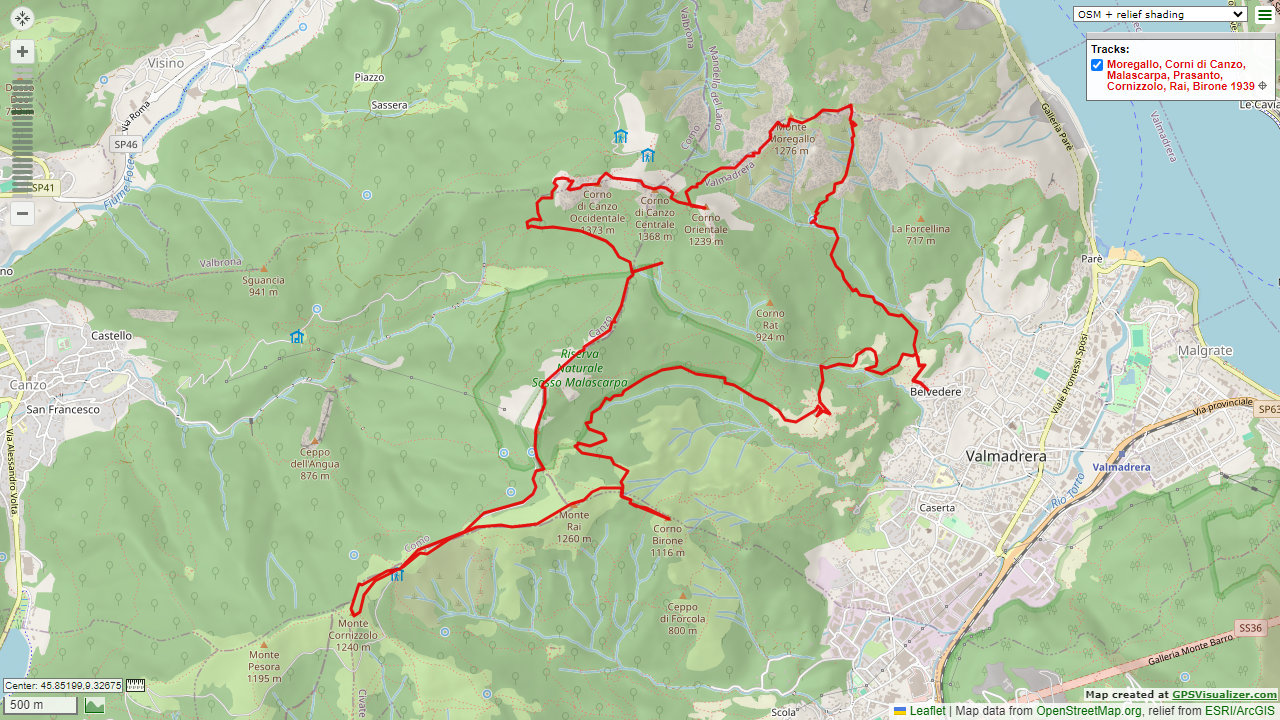 OSM + relief shading
Tracks:
Moregallo, Corni di Canzo,
Malascarpa, Prasanto,
Cornizzolo, Rai, Birone 1939
Visino
Piazzo
Sassera
Via Roma
SP46
SP41
Fiume Foce
Valbrona
Mandello del Lario
Como
Valmadrera
Monte
Moregallo
1276 m
Galleria Parè
Valmadrera
Corno
di Canzo
Occidentale
1373 m
Corno
di Canzo
Centrale
1368 m
Corno
Orientale
1239 m
La Forcellina
717 m
Parè
Valbrona
Sguancia
941 m
Castello
Canzo
San Francesco
Via Alessandro Volta
Canzo
Riserva
Naturale
Sasso Malascarpa
Corno
Rat
924 m
Viale Promessi Sposi
Malgrate
Belvedere
Via provinciale
SP63
Valmadrera
Valmadrera
Rio Torto
Caserta
Ceppo
dell'Angua
876 m
Monte
Rai
1260 m
Corno
Birone
1116 m
Como
Ceppo
di Forcola
800 m
Monte
Cornizzolo
1240 m
Monte
Pesora
1195 m
SS36
Galleria Monte Barro
Scola
Center: 45.85199,9.32675
500 m
Map created at GPSVisualizer.com
Leaflet | Map data from OpenStreetMap.org, relief from ESRI/ArcGIS